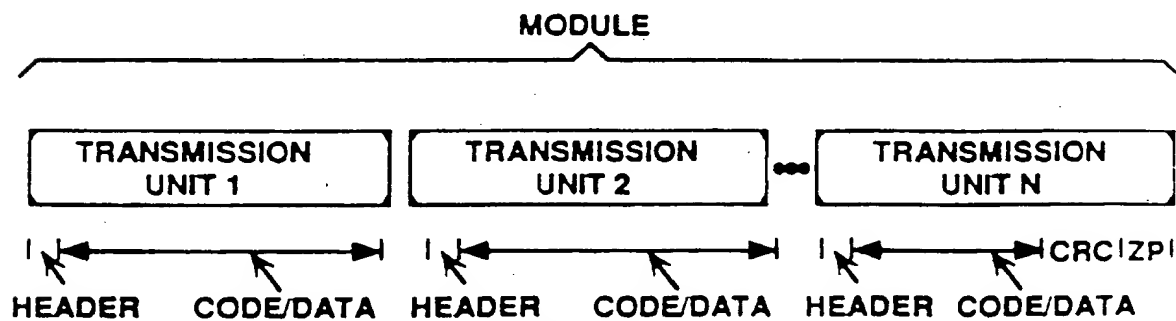 MODULE
TRANSMISSION UNIT 1
TRANSMISSION UNIT 2
TRANSMISSION UNIT N
CRC ZP
HEADER CODE/DATA HEADER CODE/DATA HEADER CODE/DATA